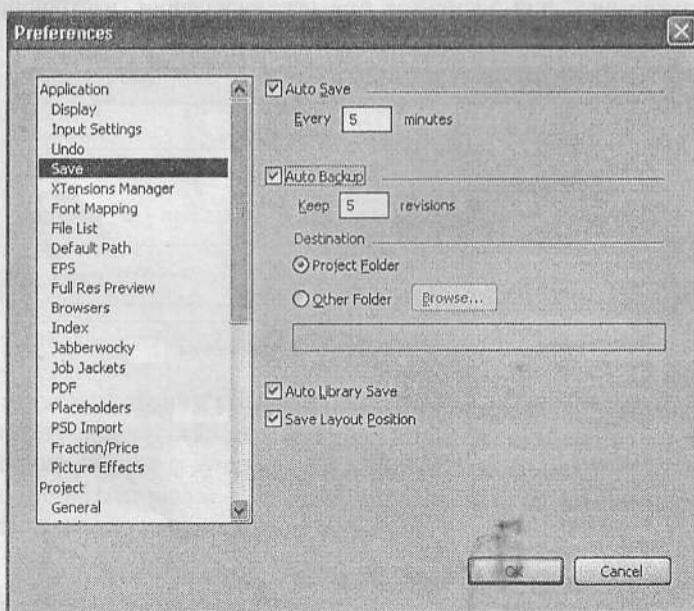 Preferences
Application
Display
Input Settings
Undo
Save
XTensions Manager
Font Mapping
File List
Default Path
EPS
Full Res Preview
Browsers
Index
Jabberwocky
Job Jackets
PDF
Placeholders
PSD Import
Fraction/Price
Picture Effects
Project
General
Auto Save
Every 5 minutes
Auto Backup
Keep 5 revisions
Destination
Project Folder
Other Folder Browse...
Auto Library Save
Save Layout Position
OK Cancel